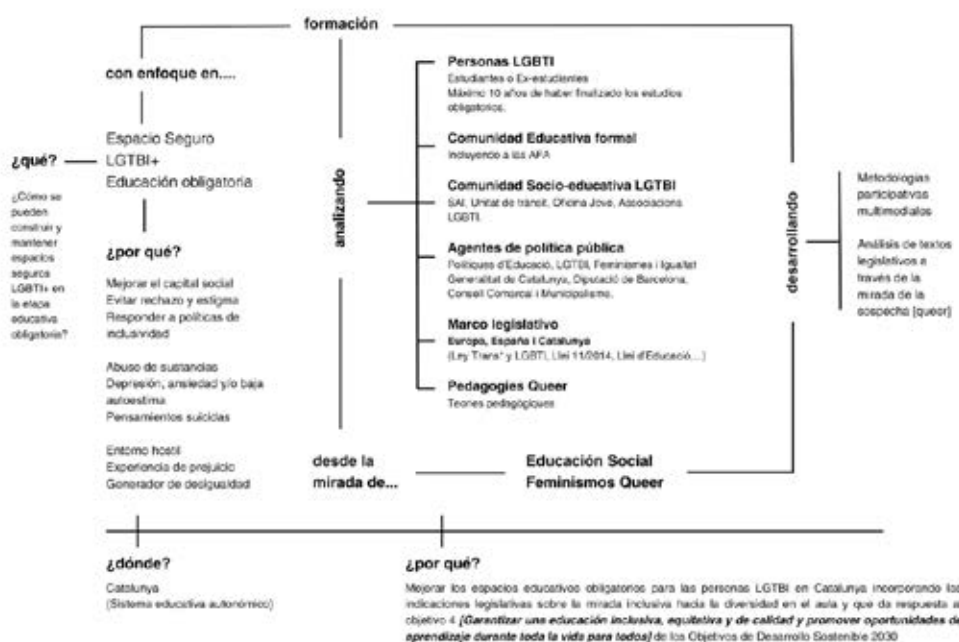 formación
con enfoque en....
Espacio Seguro
LGTBI+
Educación obligatoria
¿qué?
¿Cómo se
pueden
construir y
mantener
espacios
seguros
LGBTI+ en
la etapa
educativa
obligatoria?
¿por qué?
Mejorar el capital social
Evitar rechazo y estigma
Responder a políticas de
inclusividad
Abuso de sustancias
Depresión, ansiedad y/o baja
autoestima
Pensamientos suicidas
Entorno hostil
Experiencia de prejuicio
Generador de desigualdad
analizando
Personas LGBTI
Estudiantes o Ex-estudiantes
Máximo 10 años de haber finalizado los estudios
obligatorios.
Comunidad Educativa formal
Incluyendo a las AFA
Comunidad Socio-educativa LGTBI
SAI, Unitat de trànsit, Oficina Jove, Associacions
LGBTI.
Agentes de política pública
Polítiques d'Educació, LGTBI, Feminismes i Igualtat
Generalitat de Catalunya, Diputació de Barcelona,
Consell Comarcal i Municipalisme.
Marco legislativo
Europa, España i Catalunya
(Ley Trans* y LGBTI, Llei 11/2014, Llei d'Educació,...)
Pedagogies Queer
Teories pedagògiques
desarrollando
Metodologías
participativas
multimodales
Análisis de textos
legislativos a
través de la
mirada de la
sospecha [queer]
desde la
mirada de...
Educación Social
Feminismos Queer
¿dónde?
Catalunya
(Sistema educativa autonómico)
¿por qué?
Mejorar los espacios educativos obligatorios para las personas LGTBI en Catalunya incorporando las
indicaciones legislativas sobre la mirada inclusiva hacia la diversidad en el aula y que da respuesta al
objetivo 4 [Garantizar una educación inclusiva, equitativa y de calidad y promover oportunidades de
aprendizaje durante toda la vida para todos] de los Objetivos de Desarrollo Sostenible 2030